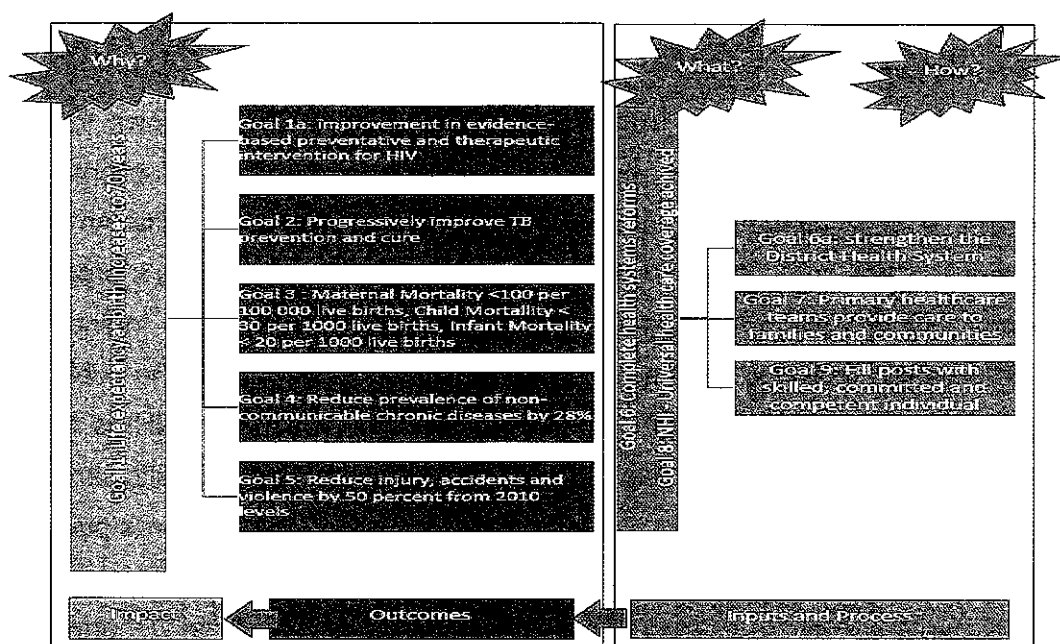 Why?
Goal 1: Life expectancy at birth increases to 70 years
Goal 1a: Improvement in evidence-
based preventative and therapeutic
intervention for HIV
Goal 2: Progressively improve TB
prevention and cure
Goal 3 : Maternal Mortality <100 per
100 000 live births, Child Mortallity <
30 per 1000 live births, Infant Mortality
< 20 per 1000 live births
Goal 4: Reduce prevalence of non-
communicable chronic diseases by 28%
Goal 5: Reduce injury, accidents and
violence by 50 percent from 2010
levels
What?
How?
Goal 6: Complete health systems reforms
Goal 8: NHI - Universal health care/coverage achived
Goal 6a: strengthen the
District Health System
Goal 7: Primary healthcare
teams provide care to
families and communities
Goal 9: Fill posts with
skilled, committed and
competent individual
Impact
Outcomes
Inputs and Process